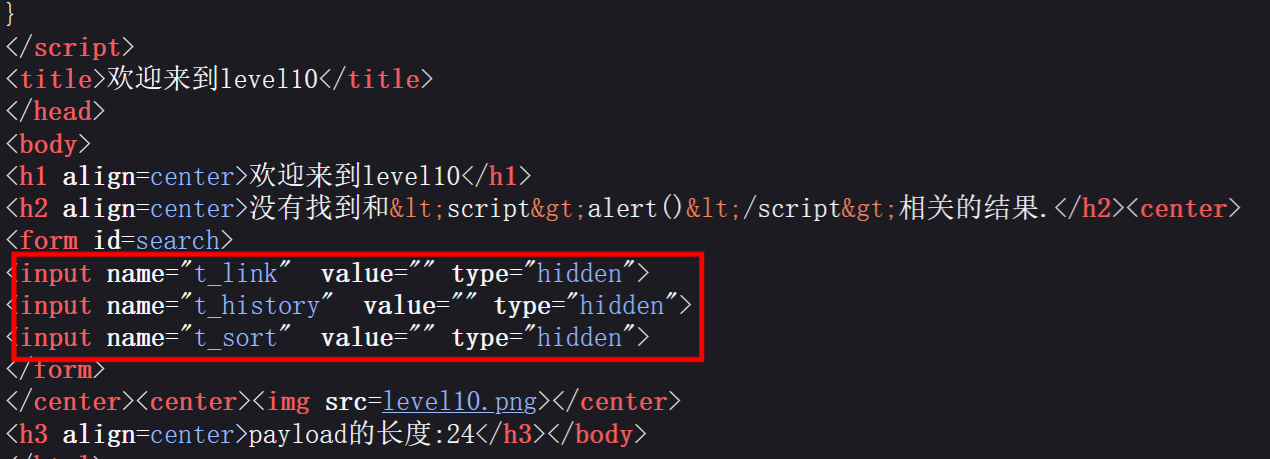 }
</script>
<title>欢迎来到level10</title>
</head>
<body>
<h1 align=center>欢迎来到level10</h1>
<h2 align=center>没有找到和&lt;script&gt;alert()&lt;/script&gt;相关的结果.</h2><center>
<form id=search>
<input name="t_link"  value="" type="hidden">
<input name="t_history"  value="" type="hidden">
<input name="t_sort"  value="" type="hidden">
</form>
</center><center><img src=level10.png></center>
<h3 align=center>payload的长度:24</h3></body>